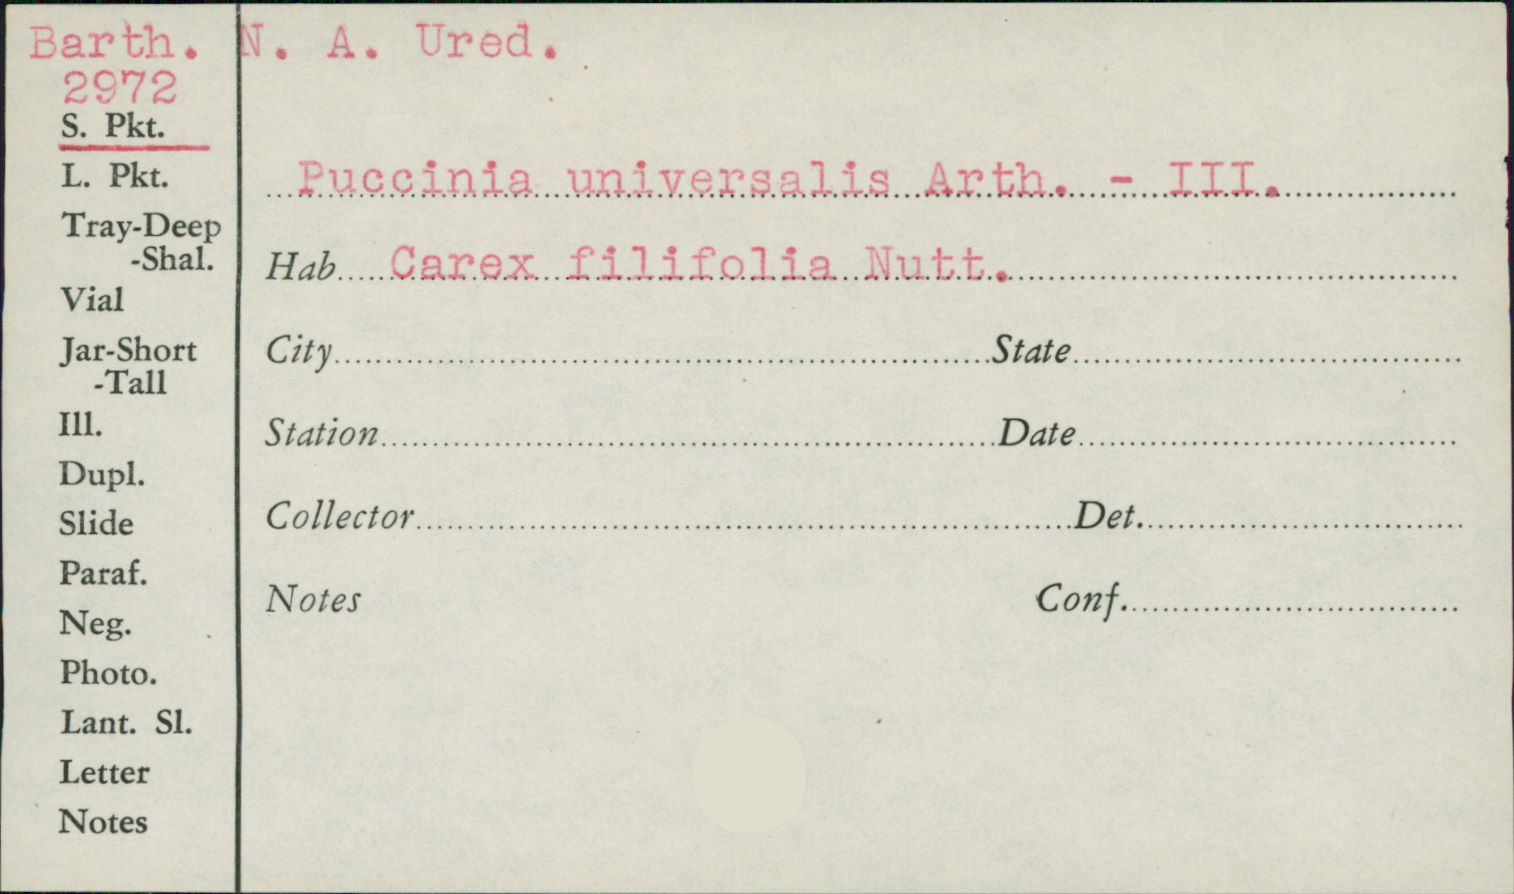 Barth. N. A. Ured.
2972
S. Pkt.
L. Pkt.
Tray-Deep
-Shal.
Vial
Jar-Short
-Tall
Ill.
Dupl.
Slide
Paraf.
Neg.
Photo.
Lant. Sl.
Letter
Notes
Puccinia universalis Arth. - III.
Hab Carex filifolia Nutt.
City State
Station Date
Collector Det.
Notes Conf.